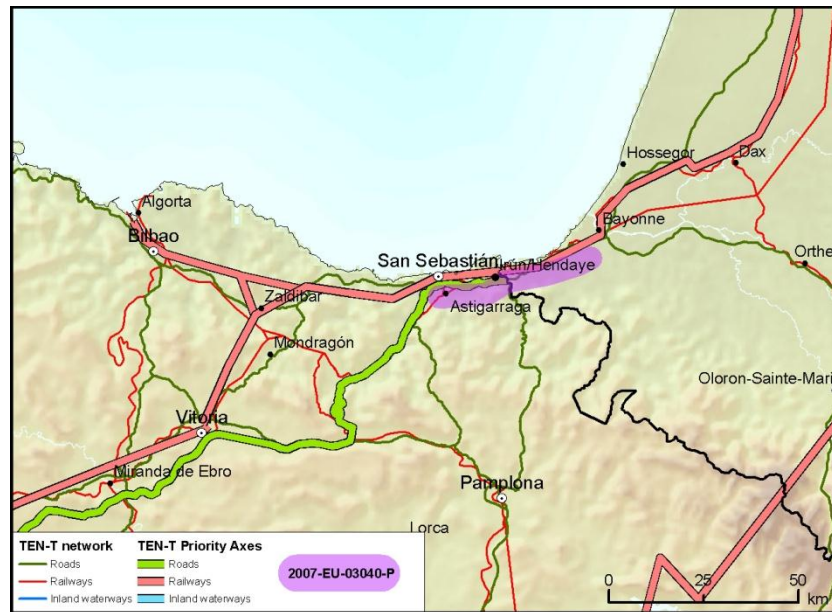 Hossegor
Dax
Algorta
Bayonne
Bilbao
San Sebastián
Irun/Hendaye
Orthe
Zaldibar
Astigarraga
Mondragón
Oloron-Sainte-Mari
Vitoria
Miranda de Ebro
Pamplona
Lorca
TEN-T network
Roads
Railways
Inland waterways
TEN-T Priority Axes
Roads
Railways
Inland waterways
2007-EU-03040-P
0 25 50
km